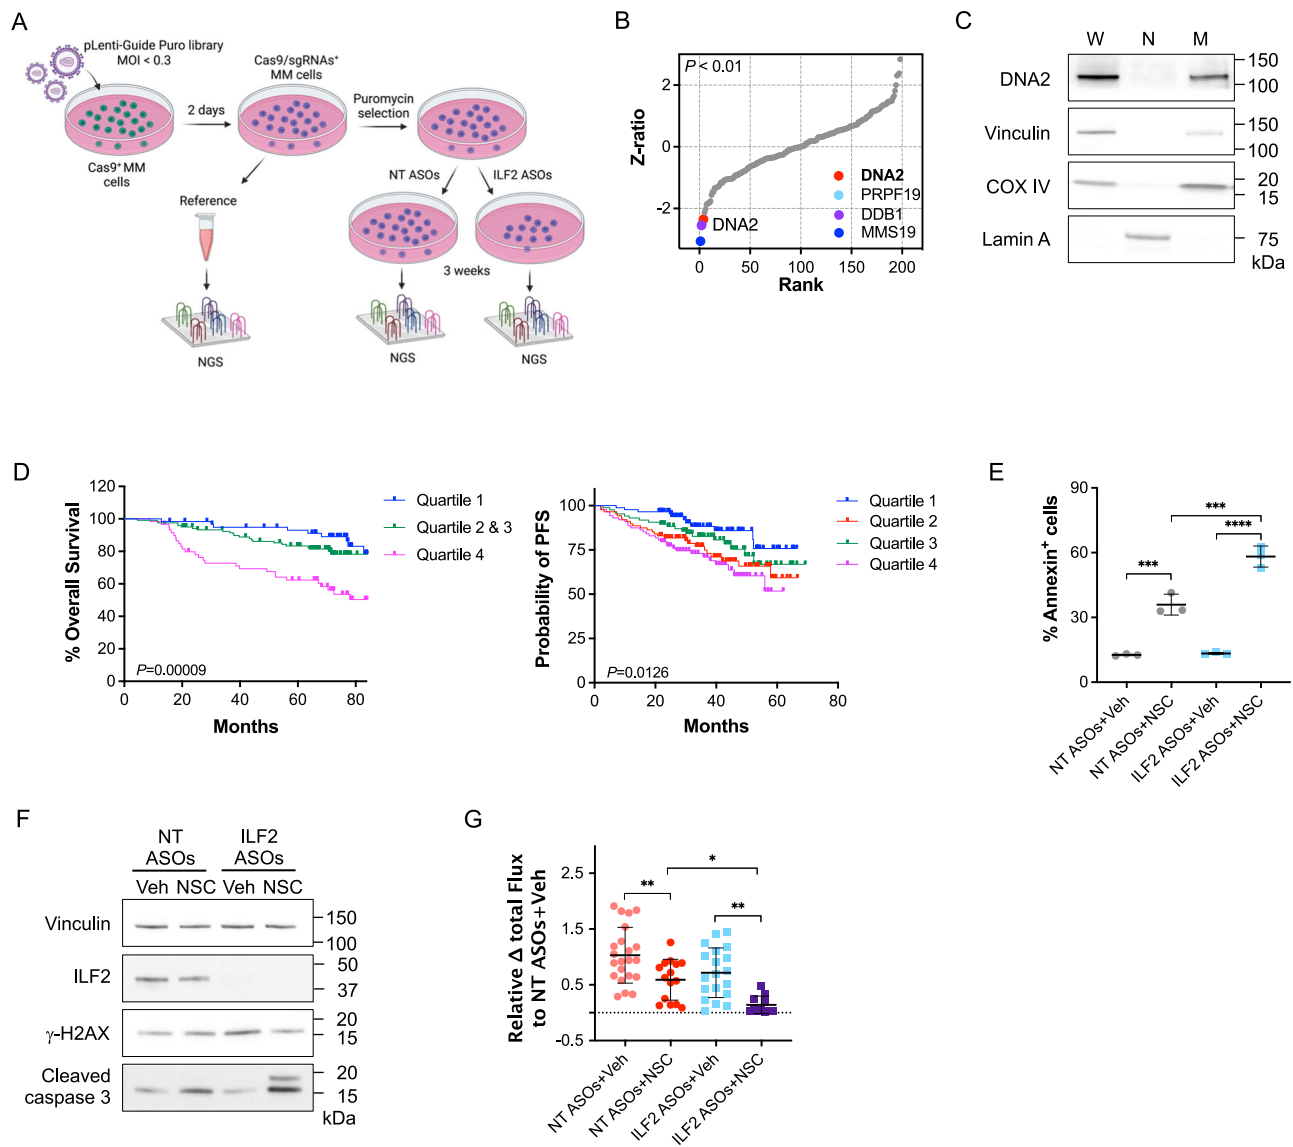 A
pLenti-Guide Puro library
MOI < 0.3
2 days
Cas9⁺ MM
cells
Cas9/sgRNAs⁺
MM cells
Puromycin
selection
NT ASOs
ILF2 ASOs
Reference
3 weeks
NGS
NGS
NGS
B
P < 0.01
Z-ratio
2
0
-2
DNA2
DNA2
PRPF19
DDB1
MMS19
0 50 100 150 200
Rank
C
W N M
DNA2
150
100
Vinculin
150
100
COX IV
20
15
Lamin A
75
kDa
D
% Overall Survival
120
100
80
60
40
20
0
P=0.00009
0 20 40 60 80
Months
Quartile 1
Quartile 2 & 3
Quartile 4
Probability of PFS
100
75
50
25
0
P=0.0126
0 20 40 60 80
Months
Quartile 1
Quartile 2
Quartile 3
Quartile 4
E
% Annexin⁺ cells
90
60
30
0
***
***
****
NT ASOs+Veh
NT ASOs+NSC
ILF2 ASOs+Veh
ILF2 ASOs+NSC
F
NT
ASOs
ILF2
ASOs
Veh NSC Veh NSC
Vinculin
150
100
ILF2
50
37
γ-H2AX
20
15
Cleaved
caspase 3
20
15
kDa
G
Relative Δ total Flux
to NT ASOs+Veh
2.5
1.5
0.5
-0.5
**
*
**
NT ASOs+Veh
NT ASOs+NSC
ILF2 ASOs+Veh
ILF2 ASOs+NSC